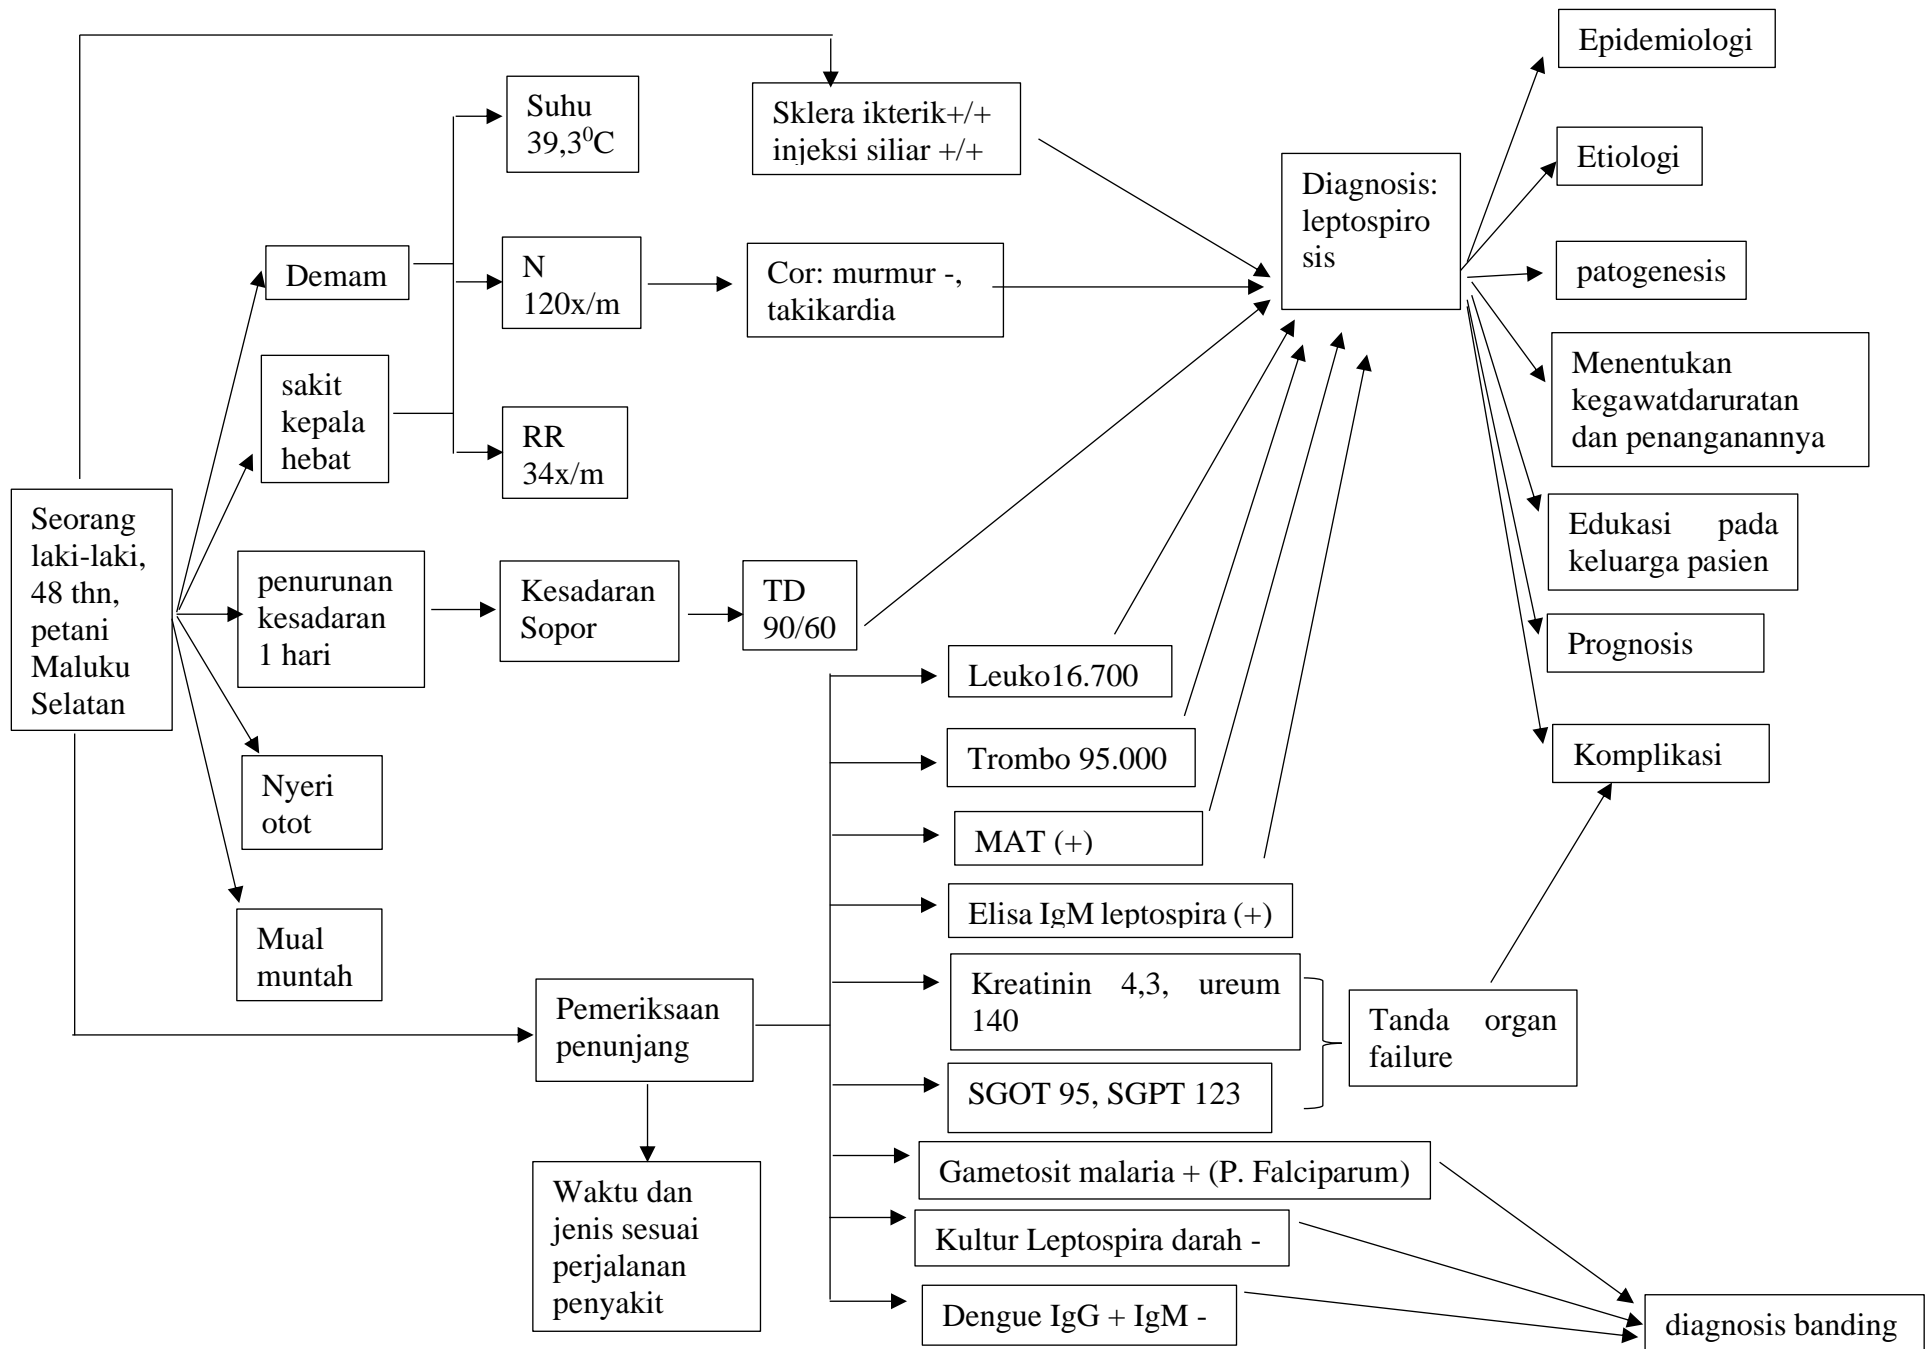 Epidemiologi
Suhu
39,3⁰C
Sklera ikterik+/+
injeksi siliar +/+
Etiologi
Diagnosis:
leptospiro
sis
Demam
N
120x/m
Cor: murmur -,
takikardia
patogenesis
sakit
kepala
hebat
RR
34x/m
Menentukan
kegawatdaruratan
dan penanganannya
Seorang
laki-laki,
48 thn,
petani
Maluku
Selatan
penurunan
kesadaran
1 hari
Kesadaran
Sopor
TD
90/60
Edukasi pada
keluarga pasien
Prognosis
Leuko16.700
Nyeri
otot
Trombo 95.000
Komplikasi
MAT (+)
Mual
muntah
Elisa IgM leptospira (+)
Pemeriksaan
penunjang
Kreatinin 4,3, ureum
140
Tanda organ
failure
SGOT 95, SGPT 123
Waktu dan
jenis sesuai
perjalanan
penyakit
Gametosit malaria + (P. Falciparum)
Kultur Leptospira darah -
Dengue IgG + IgM -
diagnosis banding